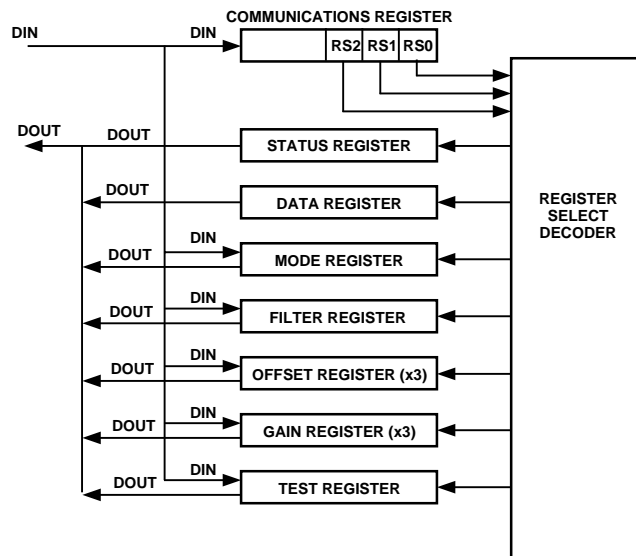 COMMUNICATIONS REGISTER
DIN
DIN
RS2 RS1 RS0
DOUT
DOUT
STATUS REGISTER
DOUT
DATA REGISTER
REGISTER
SELECT
DECODER
DIN
DOUT
MODE REGISTER
DIN
DOUT
FILTER REGISTER
DIN
DOUT
OFFSET REGISTER (x3)
DIN
DOUT
GAIN REGISTER (x3)
DIN
DOUT
TEST REGISTER